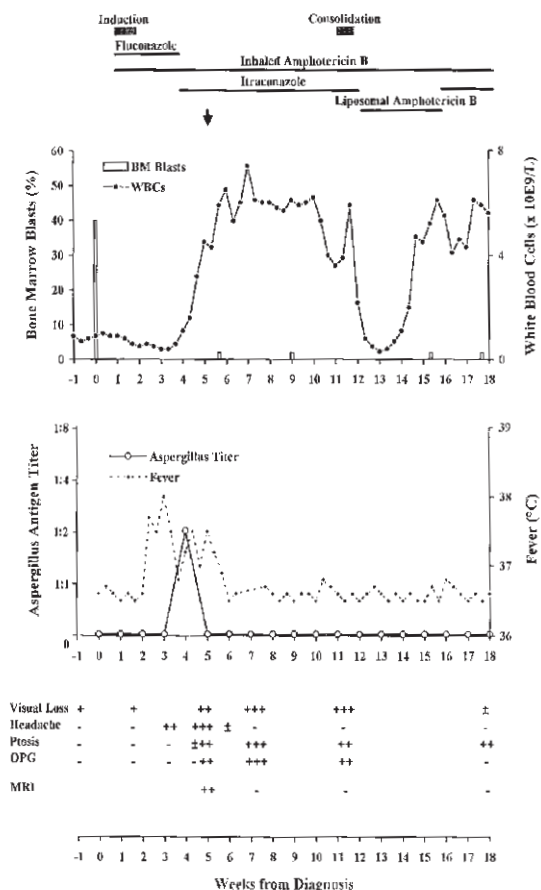 Induction Consolidation
Fluconazole
Inhaled Amphotericin B
Itraconazole
Liposomal Amphotericin B
Bone Marrow Blasts (%)
60
50
40
30
20
10
0
BM Blasts
WBCs
8
4
0
White Blood Cells (x 10E9/L)
-1 0 1 2 3 4 5 6 7 8 9 10 11 12 13 14 15 16 17 18
Aspergillus Antigen Titer
1:8
1:4
1:2
1:1
0
Aspergillus Titer
Fever
39
38
37
36
Fever (°C)
-1 0 1 2 3 4 5 6 7 8 9 10 11 12 13 14 15 16 17 18
Visual Loss + + ++ +++ +++ ±
Headache - - ++ +++ ± - - -
Ptosis - - - ±++ +++ ++ ++
OPG - - - -++ +++ ++ -
MRI ++ - - -
-1 0 1 2 3 4 5 6 7 8 9 10 11 12 13 14 15 16 17 18
Weeks from Diagnosis